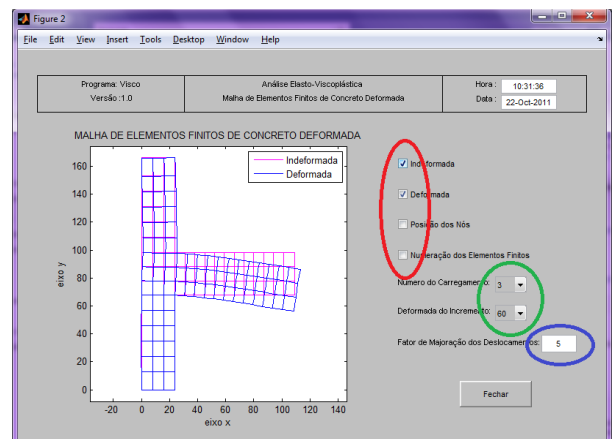 Figure 2
File Edit View Insert Tools Desktop Window Help
Programa: Visco
Versão :1.0
Análise Elasto-Viscoplástica
Malha de Elementos Finitos de Concreto Deformada
Hora : 10:31:36
Data : 22-Oct-2011
MALHA DE ELEMENTOS FINITOS DE CONCRETO DEFORMADA
Indeformada
Deformada
160
140
120
100
80
60
40
20
0
eixo y
-20 0 20 40 60 80 100 120 140
eixo x
Indeformada
Deformada
Posição dos Nós
Numeração dos Elementos Finitos
Número do Carregamento: 3
Deformada do Incremento: 60
Fator de Majoração dos Deslocamentos: 5
Fechar